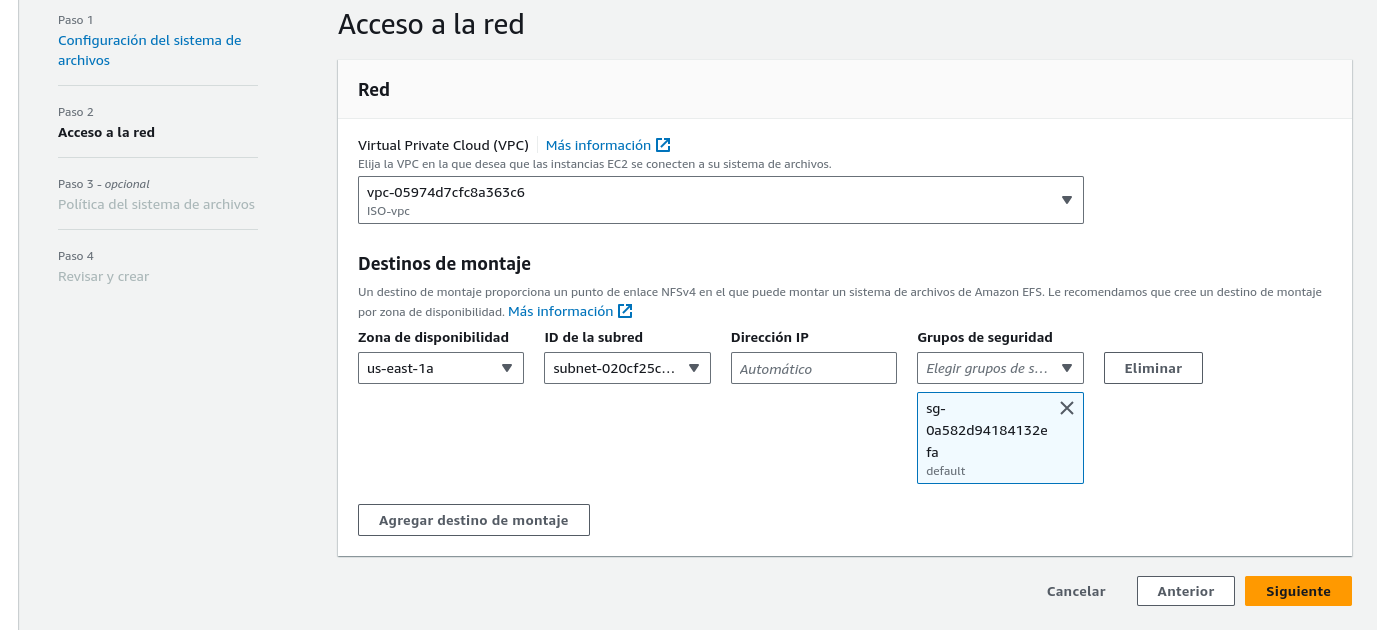 Paso 1
Configuración del sistema de
archivos
Paso 2
Acceso a la red
Paso 3 - opcional
Política del sistema de archivos
Paso 4
Revisar y crear
Acceso a la red
Red
Virtual Private Cloud (VPC)
Más información
Elija la VPC en la que desea que las instancias EC2 se conecten a su sistema de archivos.
vpc-05974d7cfc8a363c6
ISO-vpc
Destinos de montaje
Un destino de montaje proporciona un punto de enlace NFSv4 en el que puede montar un sistema de archivos de Amazon EFS. Le recomendamos que cree un destino de montaje
por zona de disponibilidad. Más información
Zona de disponibilidad
ID de la subred
Dirección IP
Grupos de seguridad
us-east-1a
subnet-020cf25c...
Automático
Elegir grupos de s...
Eliminar
sg-
0a582d94184132e
fa
default
Agregar destino de montaje
Cancelar
Anterior
Siguiente